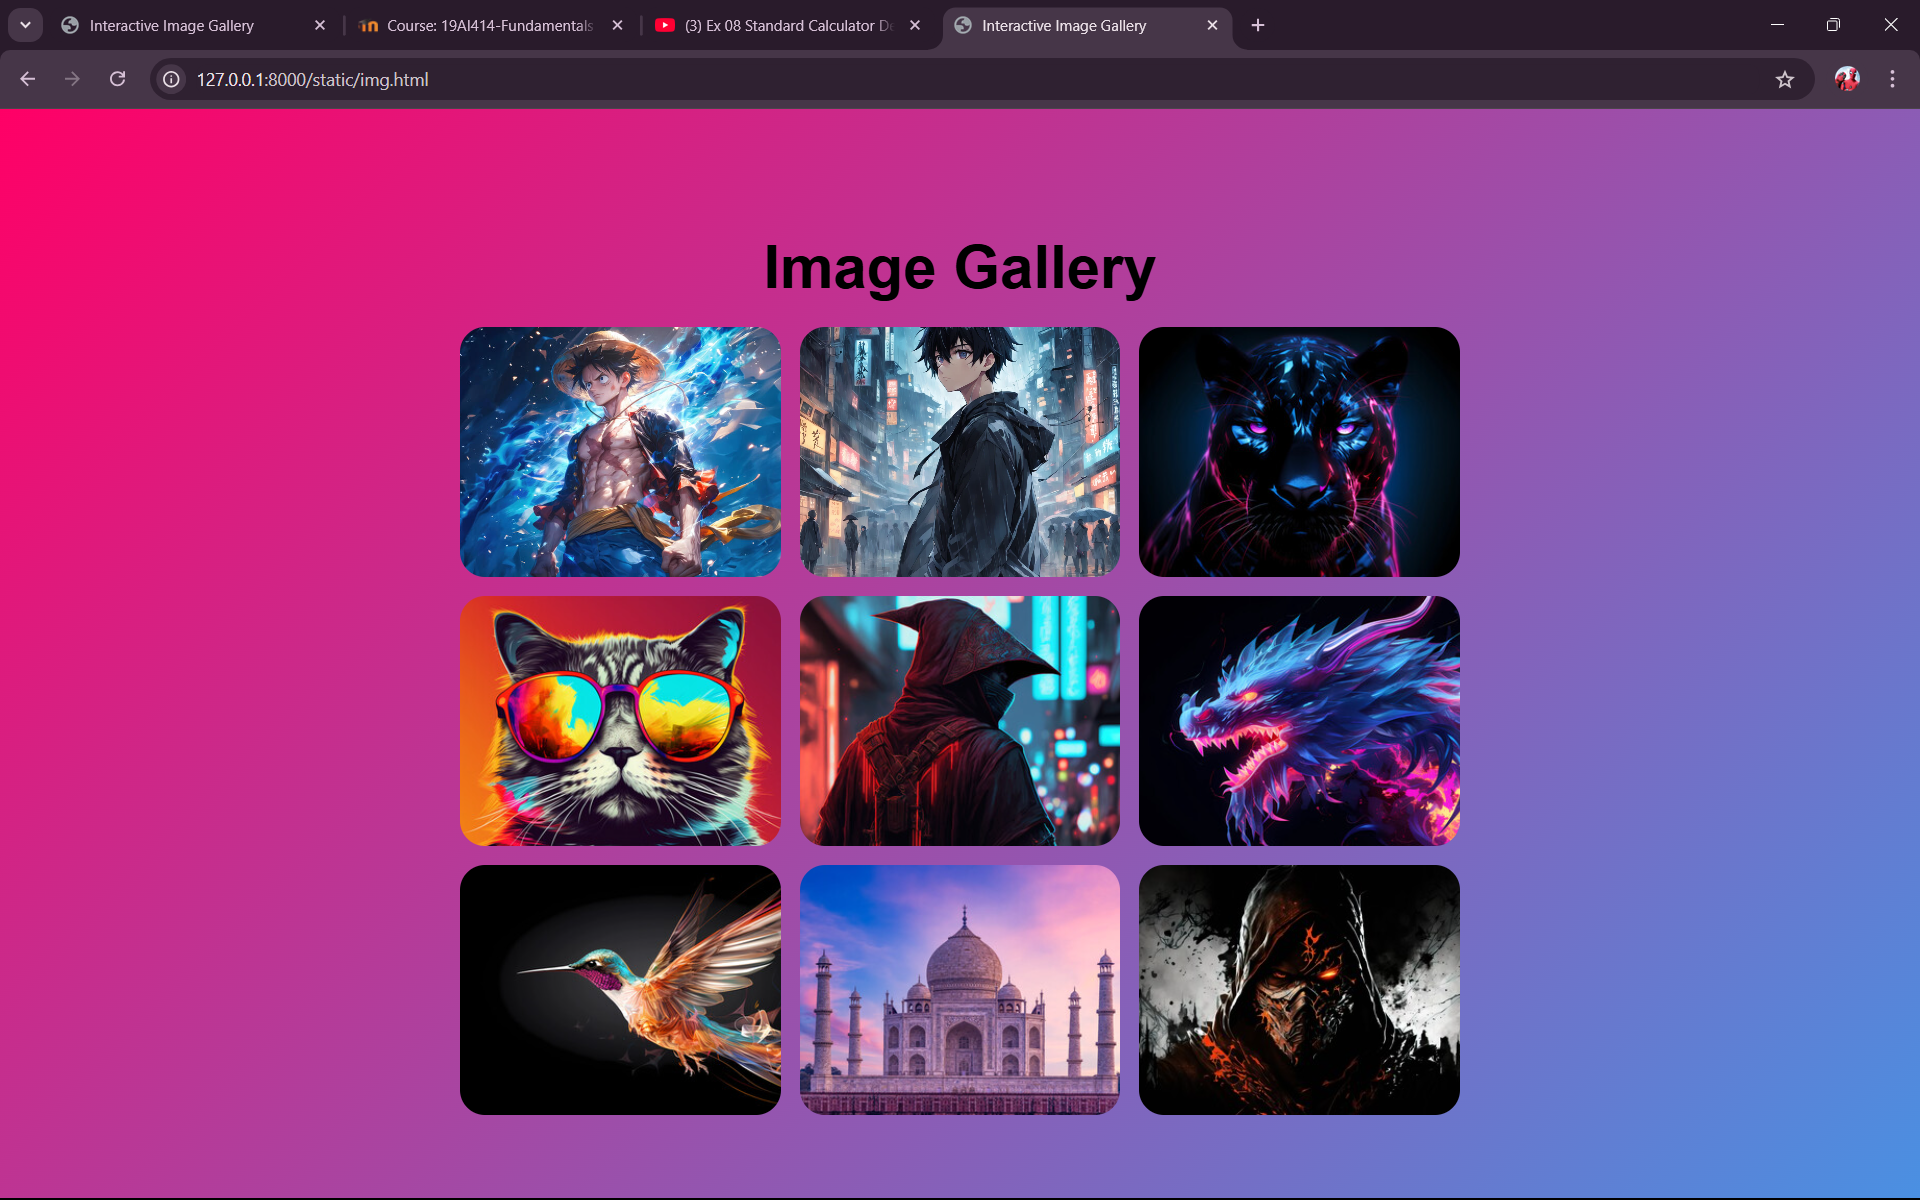 Interactive Image Gallery
Course: 19AI414-Fundamentals
(3) Ex 08 Standard Calculator De
Interactive Image Gallery
127.0.0.1:8000/static/img.html
Image Gallery